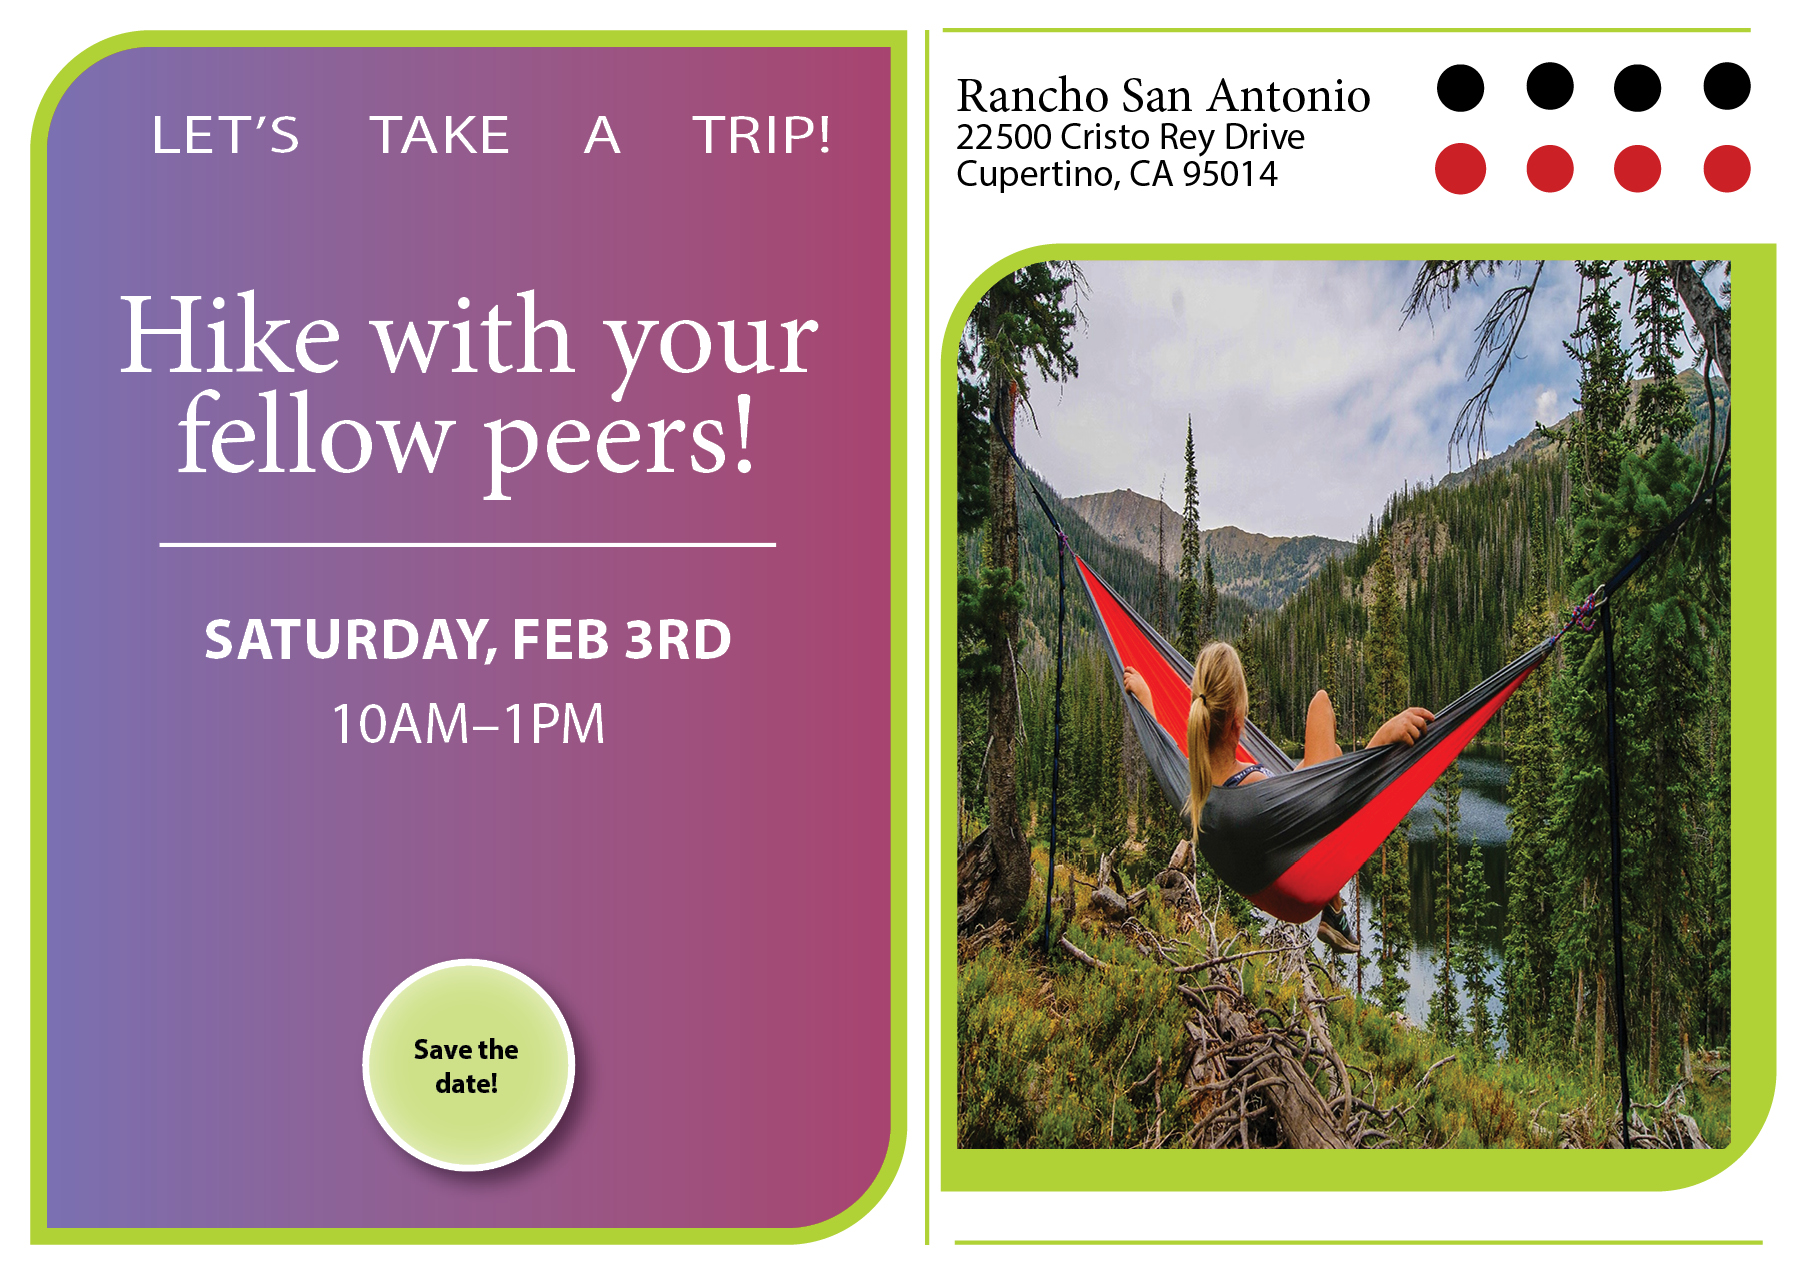 LET’S TAKE A TRIP!
Hike with your
fellow peers!
SATURDAY, FEB 3RD
10AM–1PM
Save the
date!
Rancho San Antonio
22500 Cristo Rey Drive
Cupertino, CA 95014